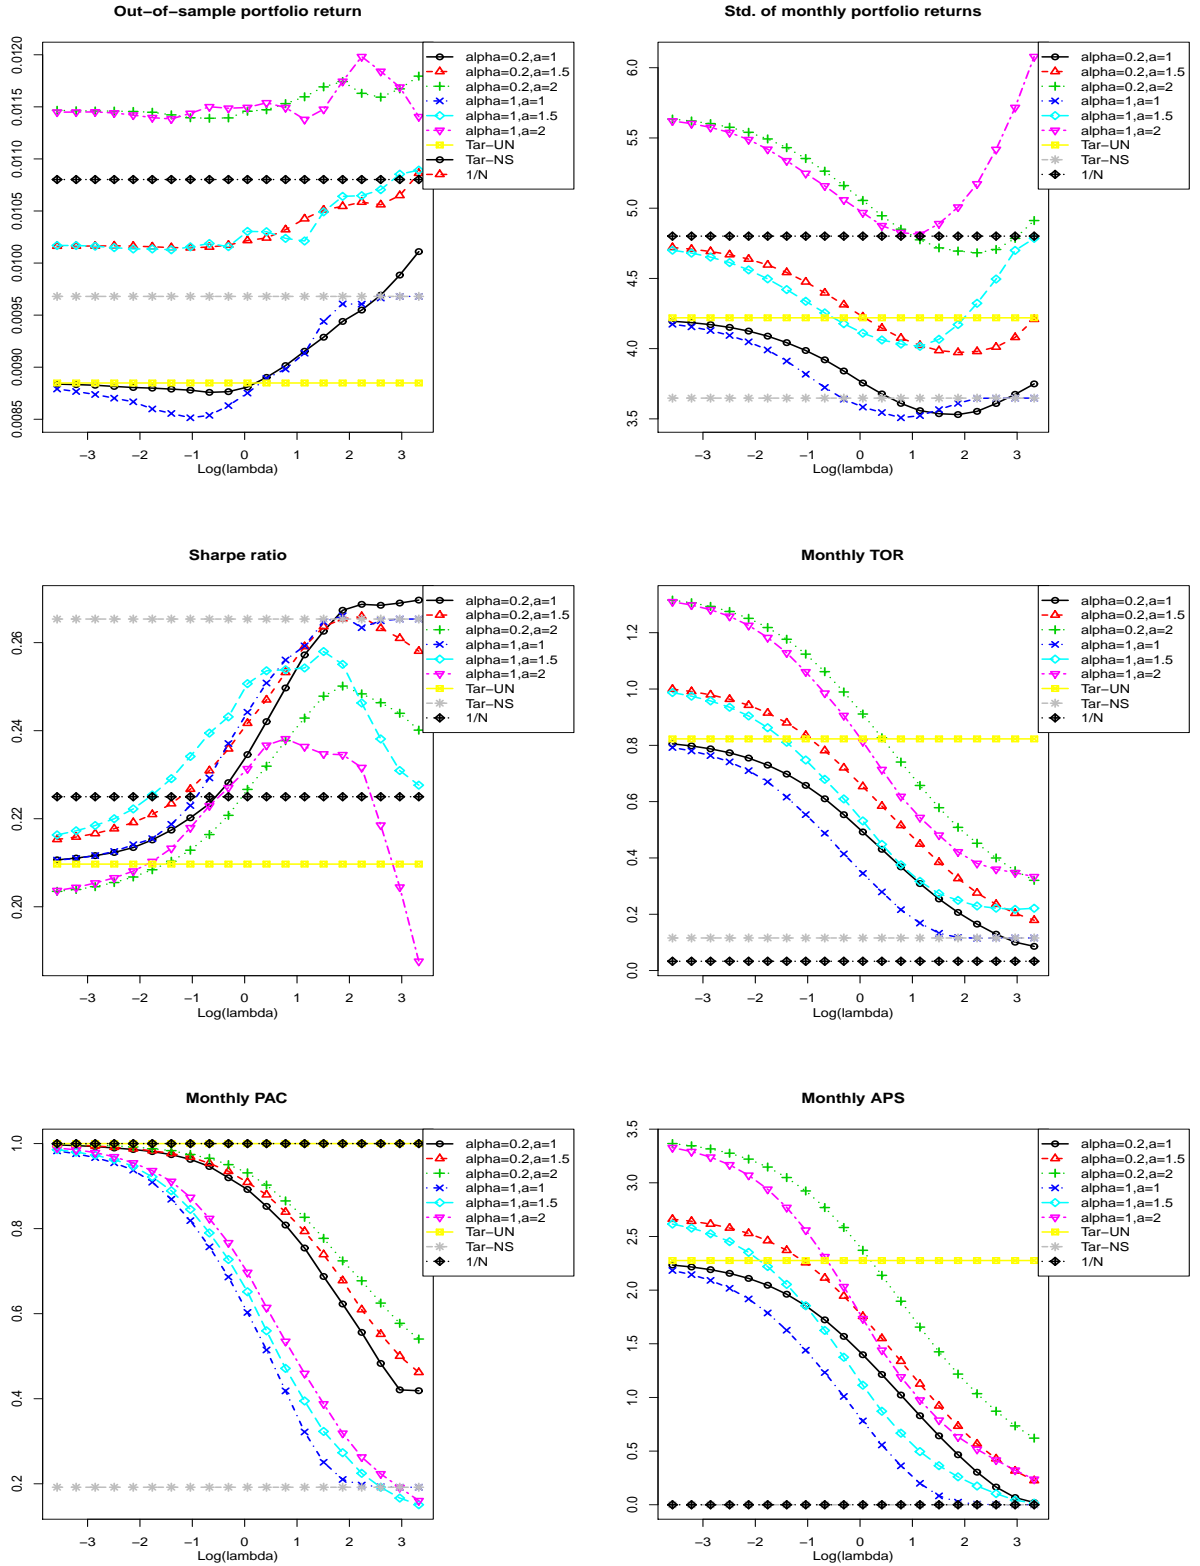 Out−of−sample portfolio return
0.0120
0.0115
0.0110
0.0105
0.0100
0.0095
0.0090
0.0085
−3 −2 −1 0 1 2 3
Log(lambda)
alpha=0.2,a=1
alpha=0.2,a=1.5
alpha=0.2,a=2
alpha=1,a=1
alpha=1,a=1.5
alpha=1,a=2
Tar−UN
Tar−NS
1/N
Std. of monthly portfolio returns
6.0
5.5
5.0
4.5
4.0
3.5
−3 −2 −1 0 1 2 3
Log(lambda)
alpha=0.2,a=1
alpha=0.2,a=1.5
alpha=0.2,a=2
alpha=1,a=1
alpha=1,a=1.5
alpha=1,a=2
Tar−UN
Tar−NS
1/N
Sharpe ratio
0.26
0.24
0.22
0.20
−3 −2 −1 0 1 2 3
Log(lambda)
alpha=0.2,a=1
alpha=0.2,a=1.5
alpha=0.2,a=2
alpha=1,a=1
alpha=1,a=1.5
alpha=1,a=2
Tar−UN
Tar−NS
1/N
Monthly TOR
1.2
1.0
0.8
0.6
0.4
0.2
0.0
−3 −2 −1 0 1 2 3
Log(lambda)
alpha=0.2,a=1
alpha=0.2,a=1.5
alpha=0.2,a=2
alpha=1,a=1
alpha=1,a=1.5
alpha=1,a=2
Tar−UN
Tar−NS
1/N
Monthly PAC
1.0
0.8
0.6
0.4
0.2
−3 −2 −1 0 1 2 3
Log(lambda)
alpha=0.2,a=1
alpha=0.2,a=1.5
alpha=0.2,a=2
alpha=1,a=1
alpha=1,a=1.5
alpha=1,a=2
Tar−UN
Tar−NS
1/N
Monthly APS
3.5
3.0
2.5
2.0
1.5
1.0
0.5
0.0
−3 −2 −1 0 1 2 3
Log(lambda)
alpha=0.2,a=1
alpha=0.2,a=1.5
alpha=0.2,a=2
alpha=1,a=1
alpha=1,a=1.5
alpha=1,a=2
Tar−UN
Tar−NS
1/N